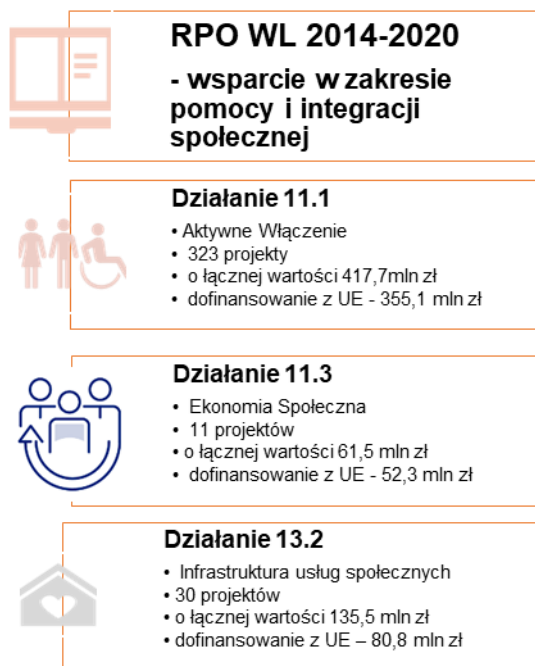 RPO WL 2014-2020
- wsparcie w zakresie
pomocy i integracji
społecznej
Działanie 11.1
• Aktywne Włączenie
• 323 projekty
• o łącznej wartości 417,7mln zł
• dofinansowanie z UE - 355,1 mln zł
Działanie 11.3
• Ekonomia Społeczna
• 11 projektów
• o łącznej wartości 61,5 mln zł
• dofinansowanie z UE - 52,3 mln zł
Działanie 13.2
• Infrastruktura usług społecznych
• 30 projektów
• o łącznej wartości 135,5 mln zł
• dofinansowanie z UE – 80,8 mln zł